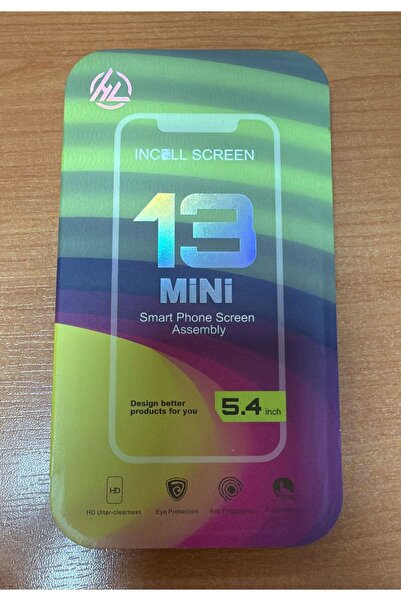 HL
INCELL SCREEN
13
MiNi
Smart Phone Screen
Assembly
Design better
products for you
5.4 inch
HD
HD Ultar-clearness
Eye Protection